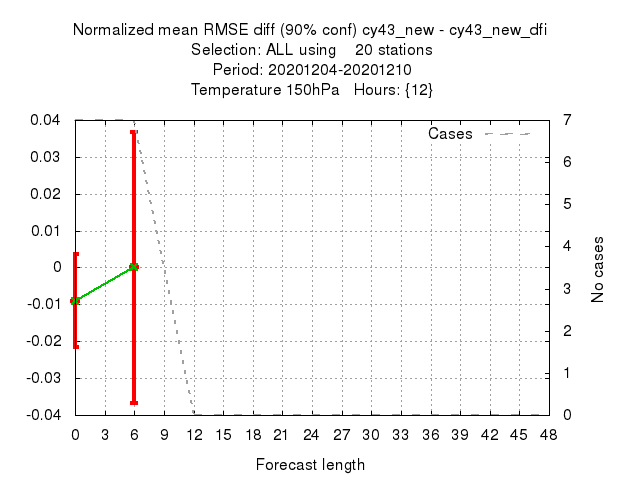 Normalized mean RMSE diff (90% conf) cy43_new - cy43_new_dfi
Selection: ALL using    20 stations
Period: 20201204-20201210
Temperature 150hPa   Hours: {12}
Cases
0.04
0.03
0.02
0.01
0
-0.01
-0.02
-0.03
-0.04
7
6
5
4
3
2
1
0
No cases
0 3 6 9 12 15 18 21 24 27 30 33 36 39 42 45 48
Forecast length